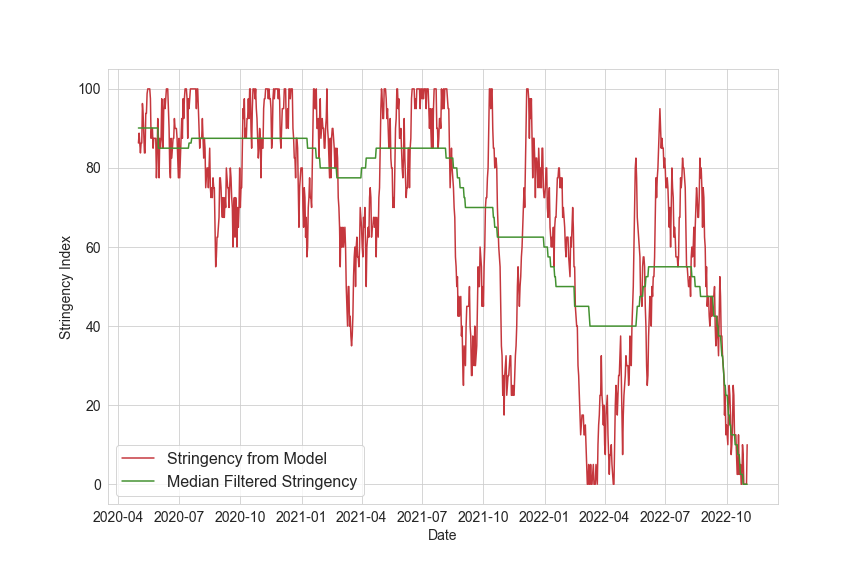 100
80
60
40
20
0
Stringency Index
Stringency from Model
Median Filtered Stringency
2020-04 2020-07 2020-10 2021-01 2021-04 2021-07 2021-10 2022-01 2022-04 2022-07 2022-10
Date